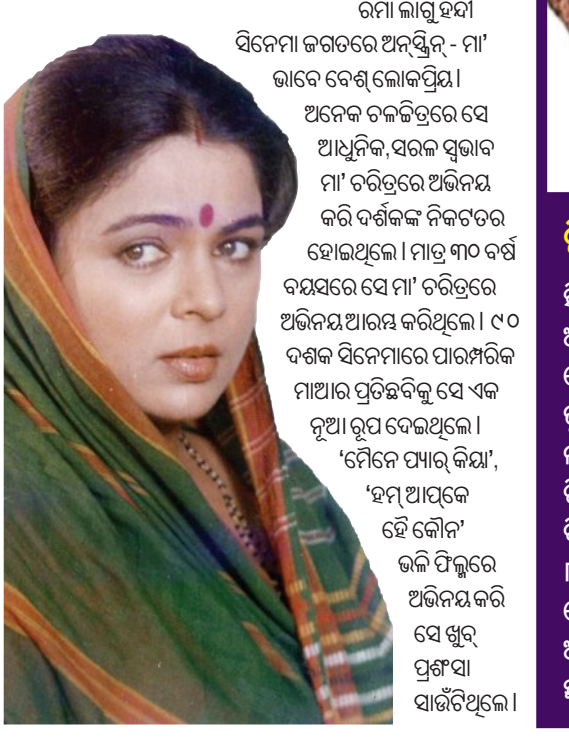 ରିମା ଲାଗୁ ହିନ୍ଦୀ
ସିନେମା ଜଗତରେ ଅନ୍‌ସ୍କ୍ରିନ୍ - ମା’
ଭାବେ ବେଶ୍ ଲୋକପ୍ରିୟ।
ଅନେକ ଚଳଚ୍ଚିତ୍ରରେ ସେ
ଆଧୁନିକ,ସରଳ ସ୍ୱଭାବ
ମା’ ଚରିତ୍ରରେ ଅଭିନୟ
କରି ଦର୍ଶକଙ୍କ ନିକଟତର
ହୋଇଥିଲେ । ମାତ୍ର ୩୦ ବର୍ଷ
ବୟସରେ ସେ ମା’ ଚରିତ୍ରରେ
ଅଭିନୟ ଆରମ୍ଭ କରିଥିଲେ । ୯୦
ଦଶକ ସିନେମାରେ ପାରମ୍ପରିକ
ମାଆର ପ୍ରତିଛବିକୁ ସେ ଏକ
ନୂଆ ରୂପ ଦେଇଥିଲେ ।
‘ମୈନେ ପ୍ୟାର୍ କିୟା’,
‘ହମ୍ ଆପ୍‌କେ
ହୈ କୌନ’
ଭଳି ଫିଲ୍ମରେ
ଅଭିନୟ କରି
ସେ ଖୁବ୍
ପ୍ରଶଂସା
ସାଉଁଟିଥିଲେ ।